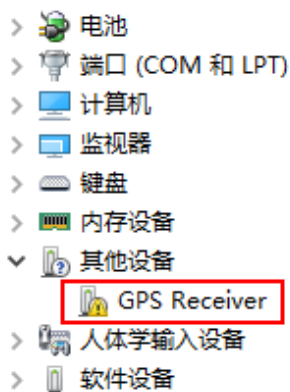 电池
端口 (COM 和 LPT)
计算机
监视器
键盘
内存设备
其他设备
GPS Receiver
人体学输入设备
软件设备